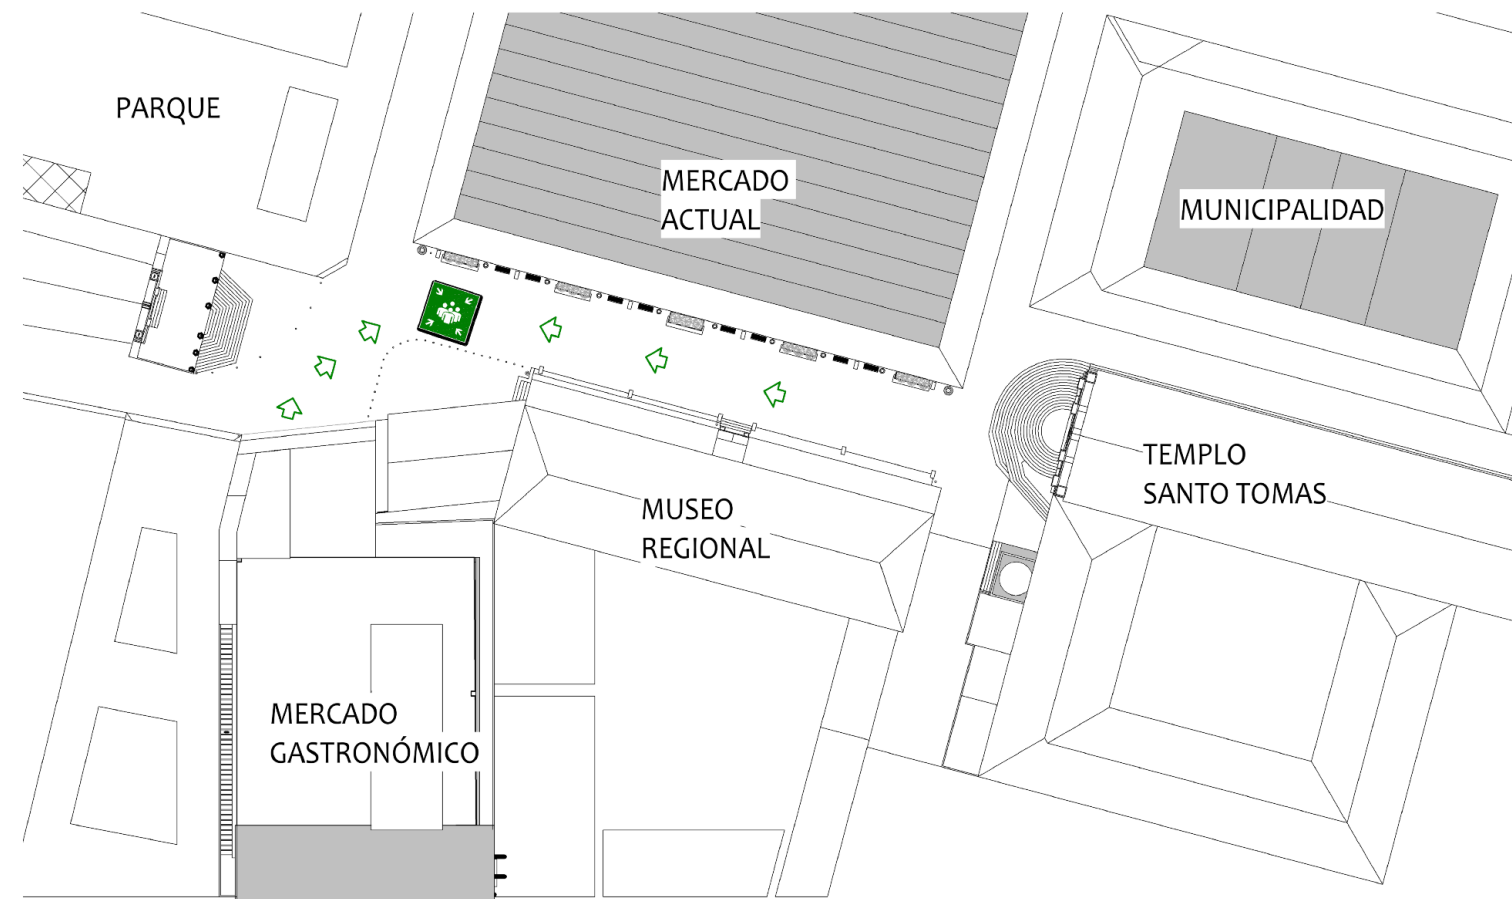 PARQUE
MERCADO
ACTUAL
MUNICIPALIDAD
TEMPLO
SANTO TOMAS
MUSEO
REGIONAL
MERCADO
GASTRONÓMICO